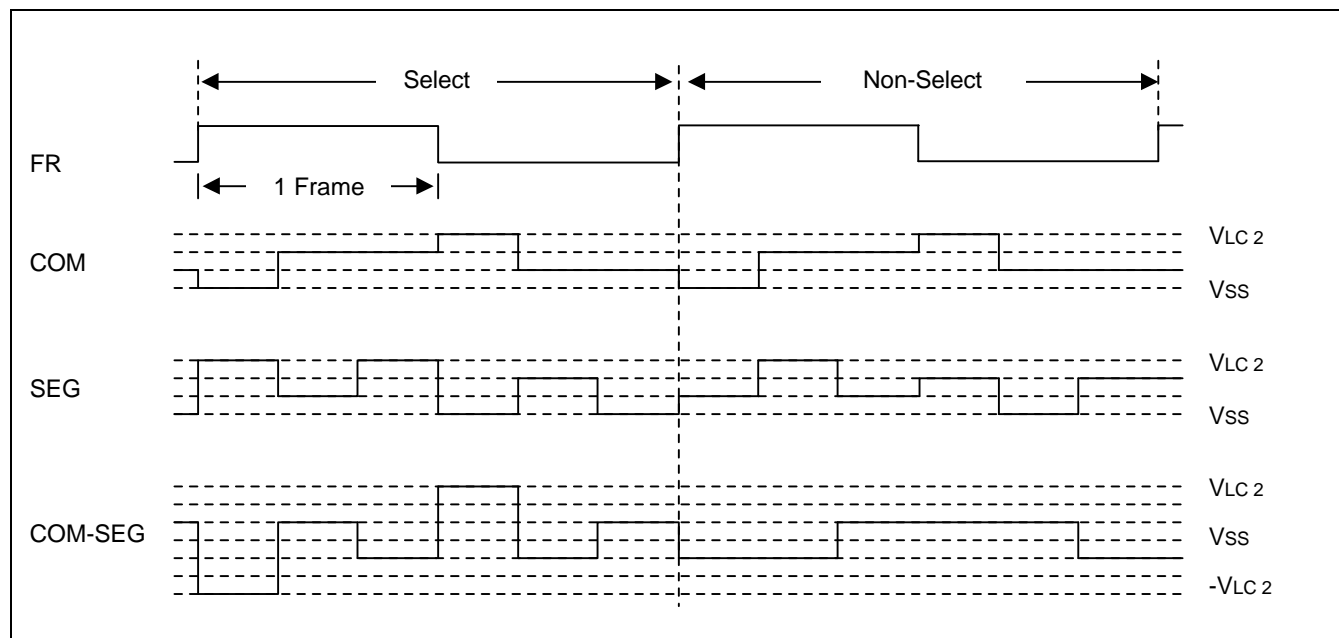 Select
Non-Select
FR
1 Frame
COM
VLC 2
VSS
SEG
VLC 2
VSS
COM-SEG
VLC 2
VSS
-VLC 2